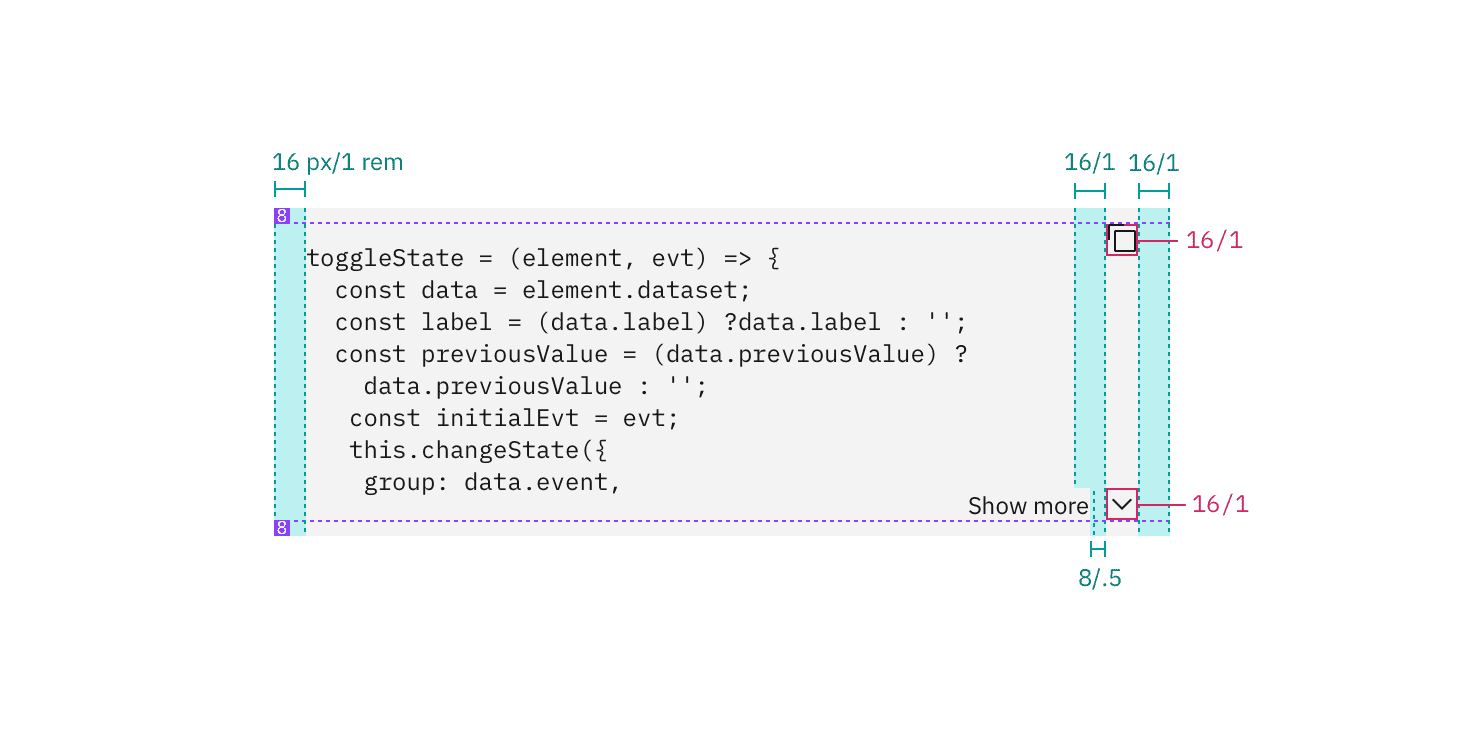 16 px/1 rem
16/1 16/1
8
16/1
toggleState = (element, evt) => {
const data = element.dataset;
const label = (data.label) ?data.label : '';
const previousValue = (data.previousValue) ?
data.previousValue : '';
const initialEvt = evt;
this.changeState({
group: data.event,
Show more
16/1
8
8/.5